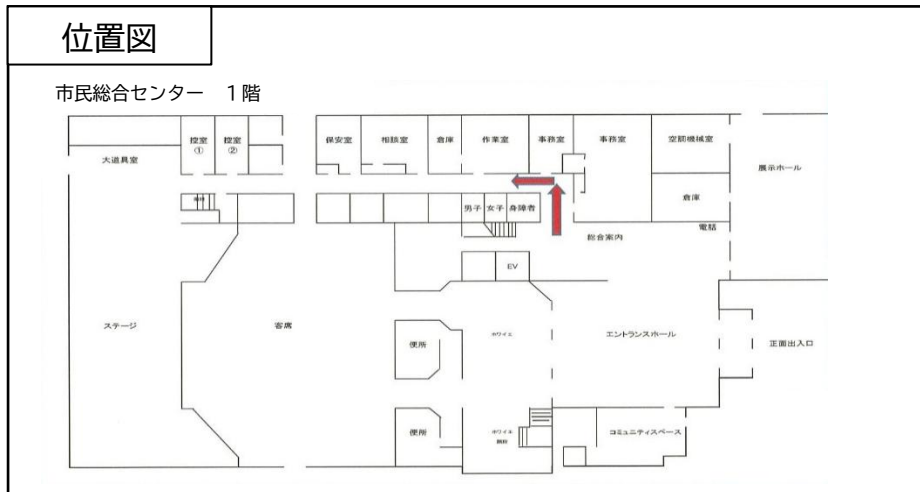 位置図
市民総合センター　１階
控室
①
控室
②
保安室
相談室
倉庫
作業室
事務室
事務室
空調機械室
大道具室
展示ホール
倉庫
男子
女子
身障者
電話
総合案内
EV
ステージ
客席
ホワイエ
エントランスホール
便所
正面出入口
便所
ホワイエ
コミュニティスペース